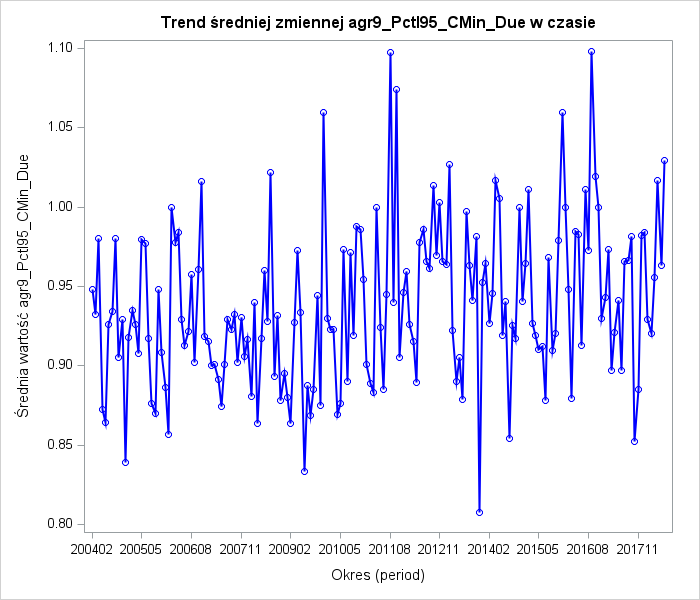 Trend średniej zmiennej agr9_Pctl95_CMin_Due w czasie
Średnia wartość agr9_Pctl95_CMin_Due
1.10
1.05
1.00
0.95
0.90
0.85
0.80
200402 200505 200608 200711 200902 201005 201108 201211 201402 201505 201608 201711
Okres (period)